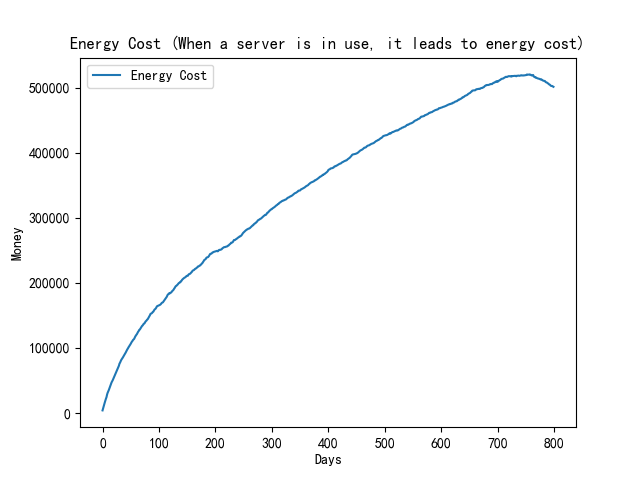 Energy Cost (When a server is in use, it leads to energy cost)
Energy Cost
500000
400000
300000
200000
100000
0
Money
0 100 200 300 400 500 600 700 800
Days